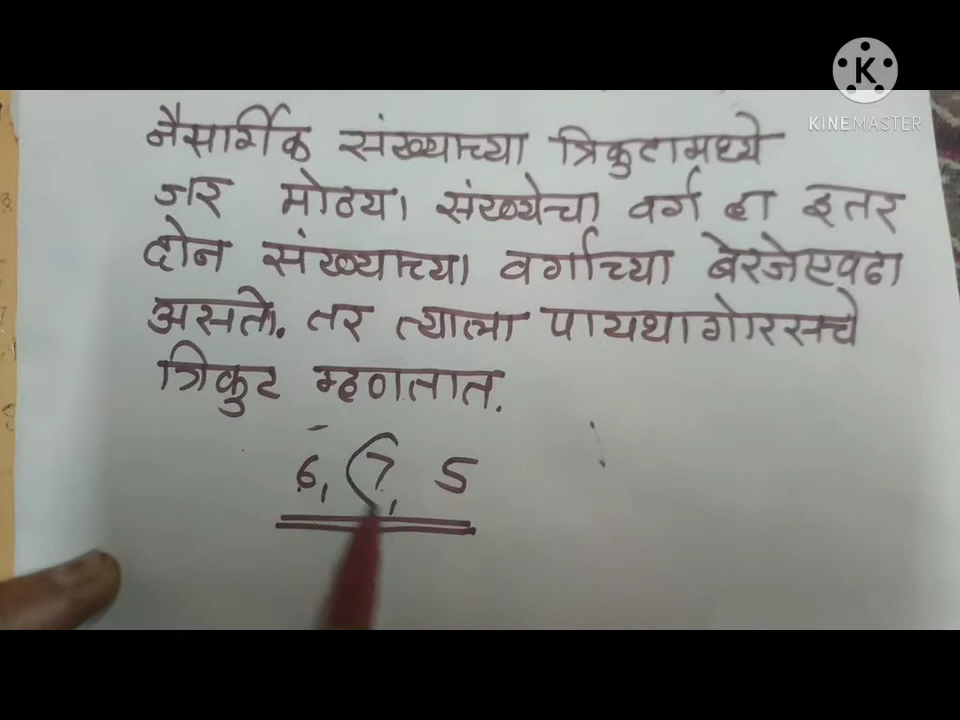 K
KINEMASTER
नैसर्गिक संख्याच्या त्रिकुटामध्ये
जर मोठया संख्येचा वर्ग हा इतर
दोन संख्याच्या वर्गाच्या बेरजेएवढा
असतो. तर त्याला पायथागोरसचे
त्रिकुट म्हणतात.
6, 7, 5